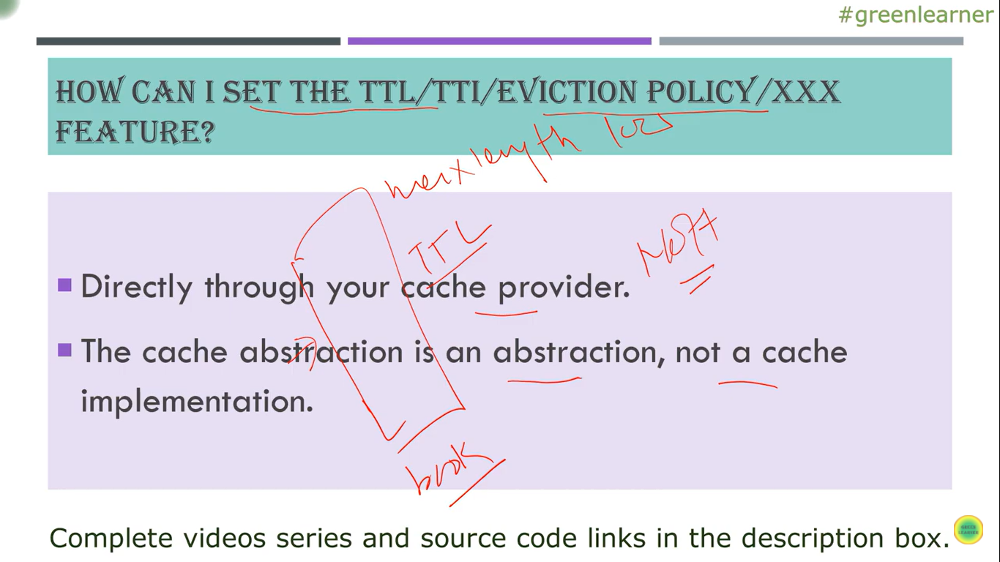 #greenlearner
HOW CAN I SET THE TTL/TTI/EVICTION POLICY/XXX
FEATURE?
maxlength
TTL
Directly through your cache provider.
The cache abstraction is an abstraction, not a cache
implementation.
book
Complete videos series and source code links in the description box.
GREEN
LEARNER